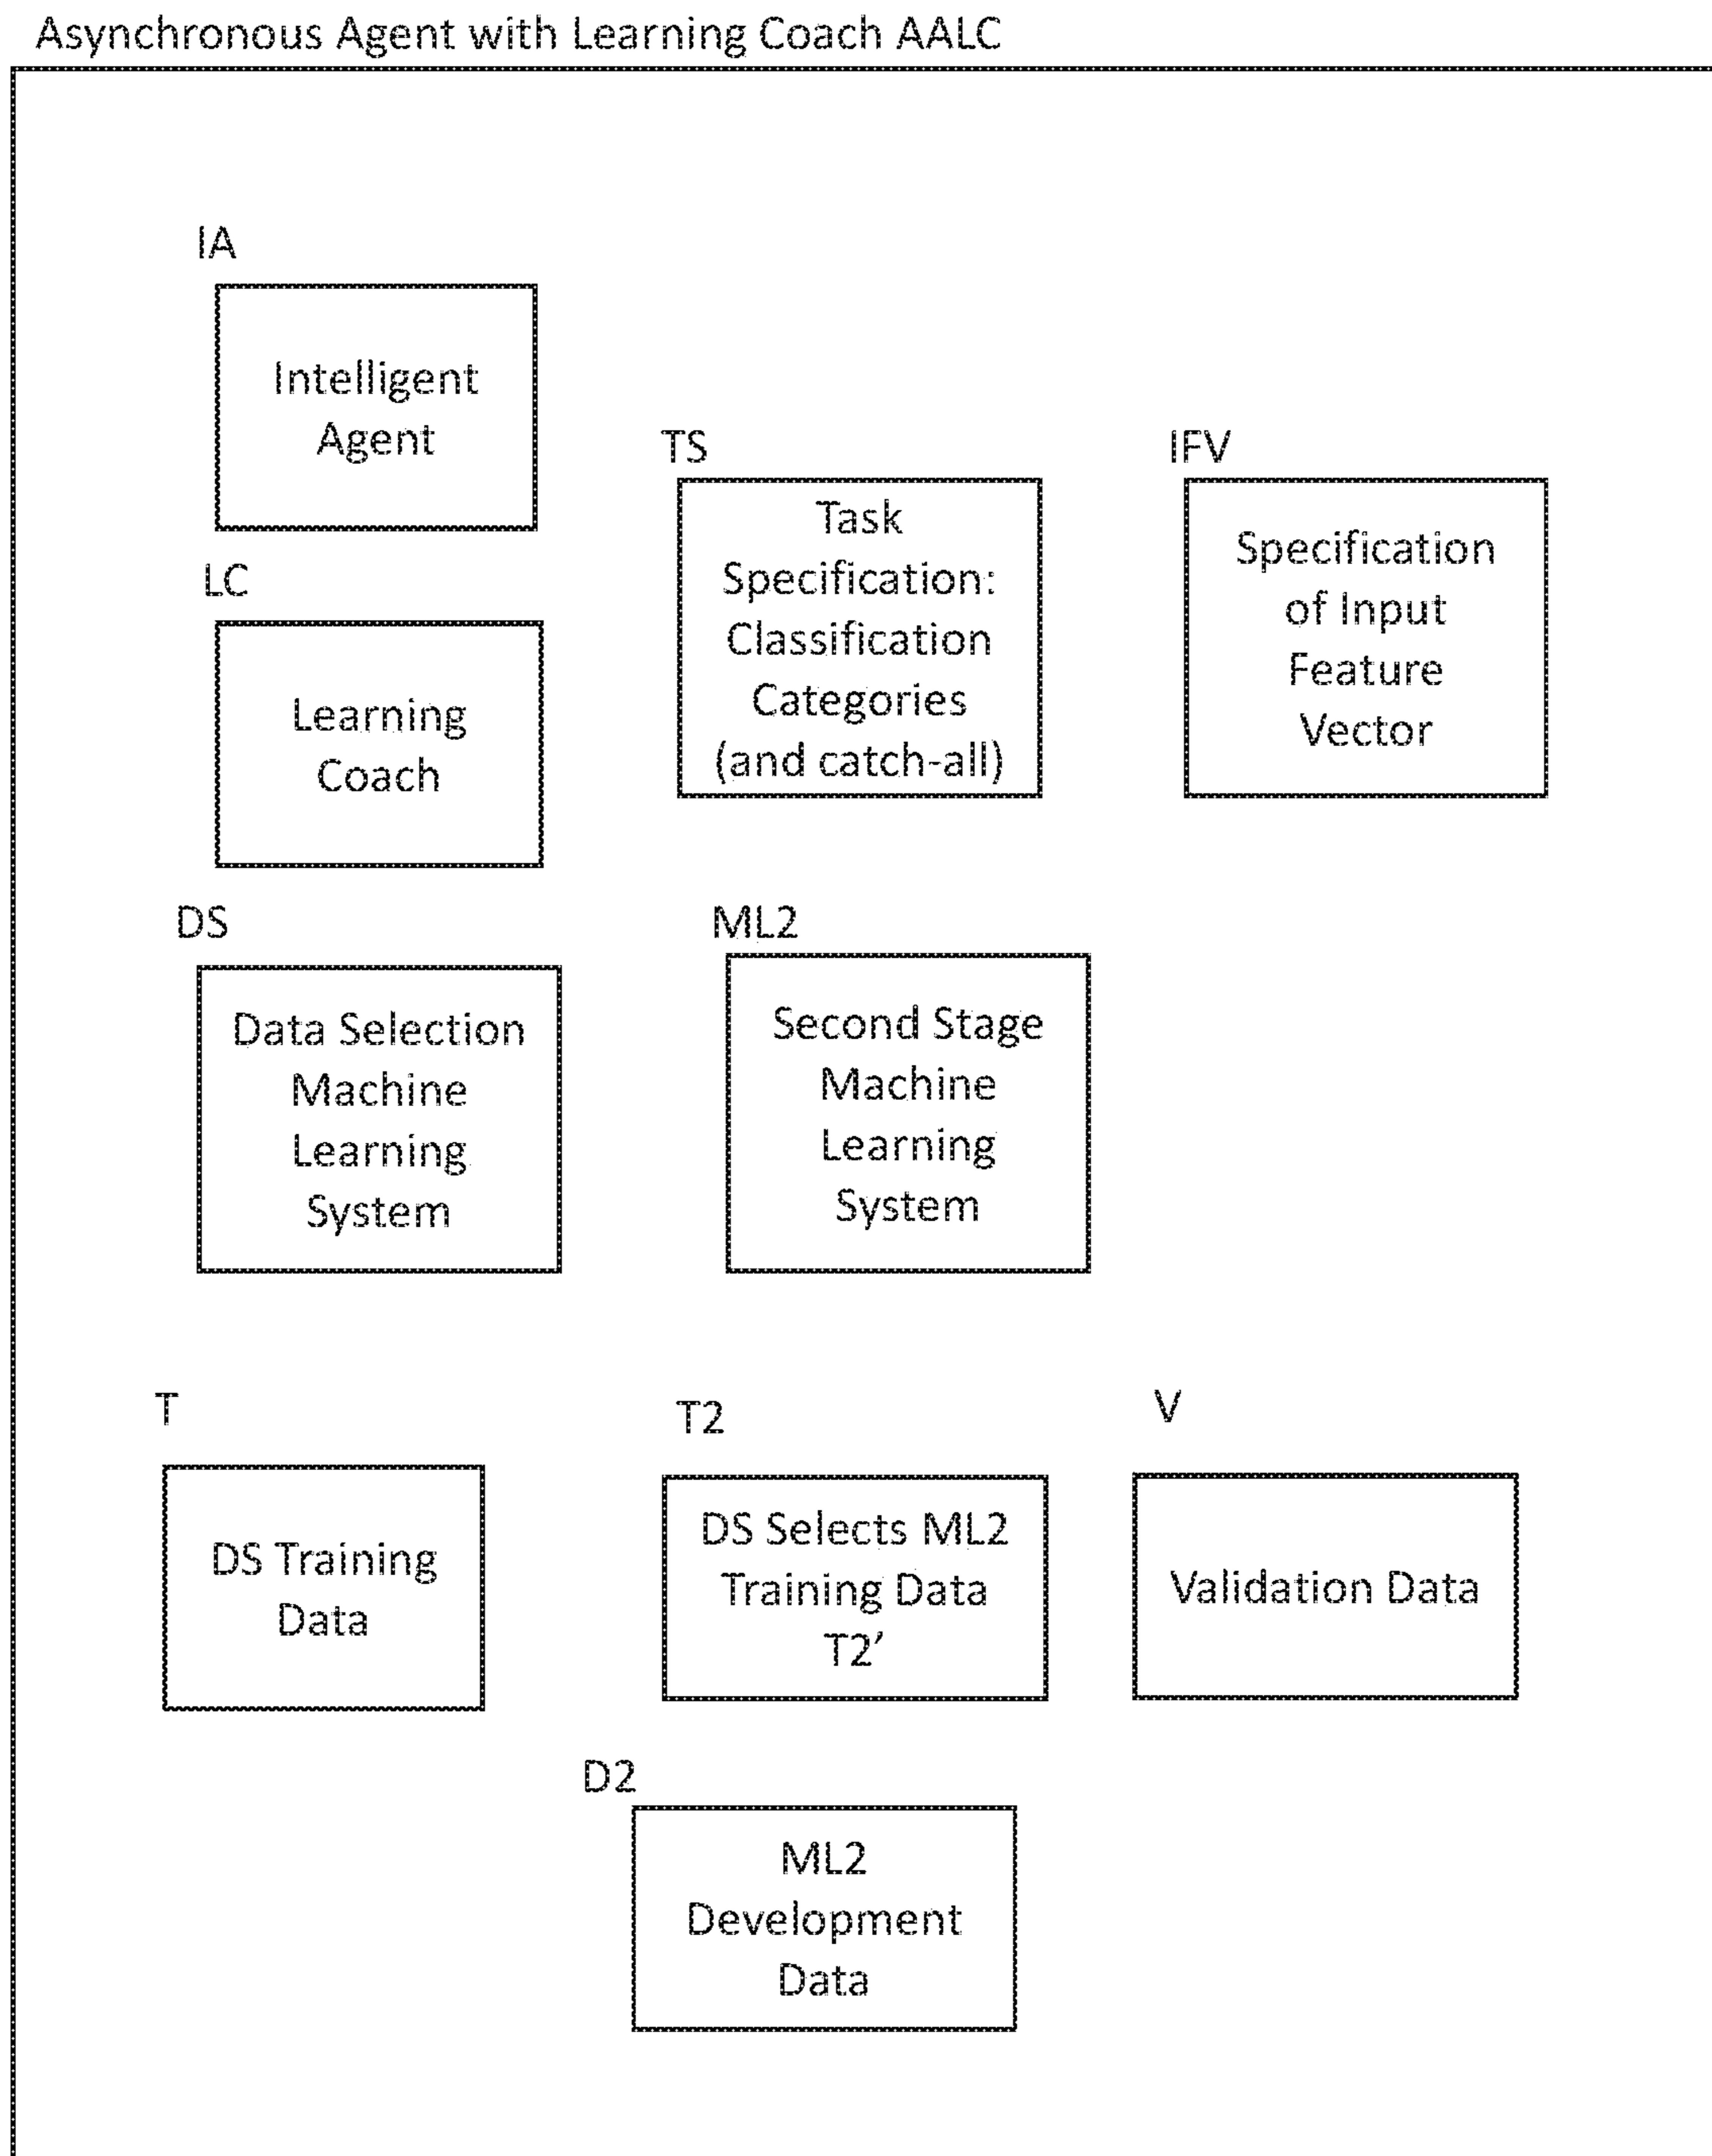 Asynchronous Agent with Learning Coach AALC
IA
Intelligent
Agent
TS
Task
Specification:
Classification
Categories
(and catch-all)
IFV
Specification
of Input
Feature
Vector
LC
Learning
Coach
DS
Data Selection
Machine
Learning
System
ML2
Second Stage
Machine
Learning
System
T
DS Training
Data
T2
DS Selects ML2
Training Data
T2’
V
Validation Data
D2
ML2
Development
Data